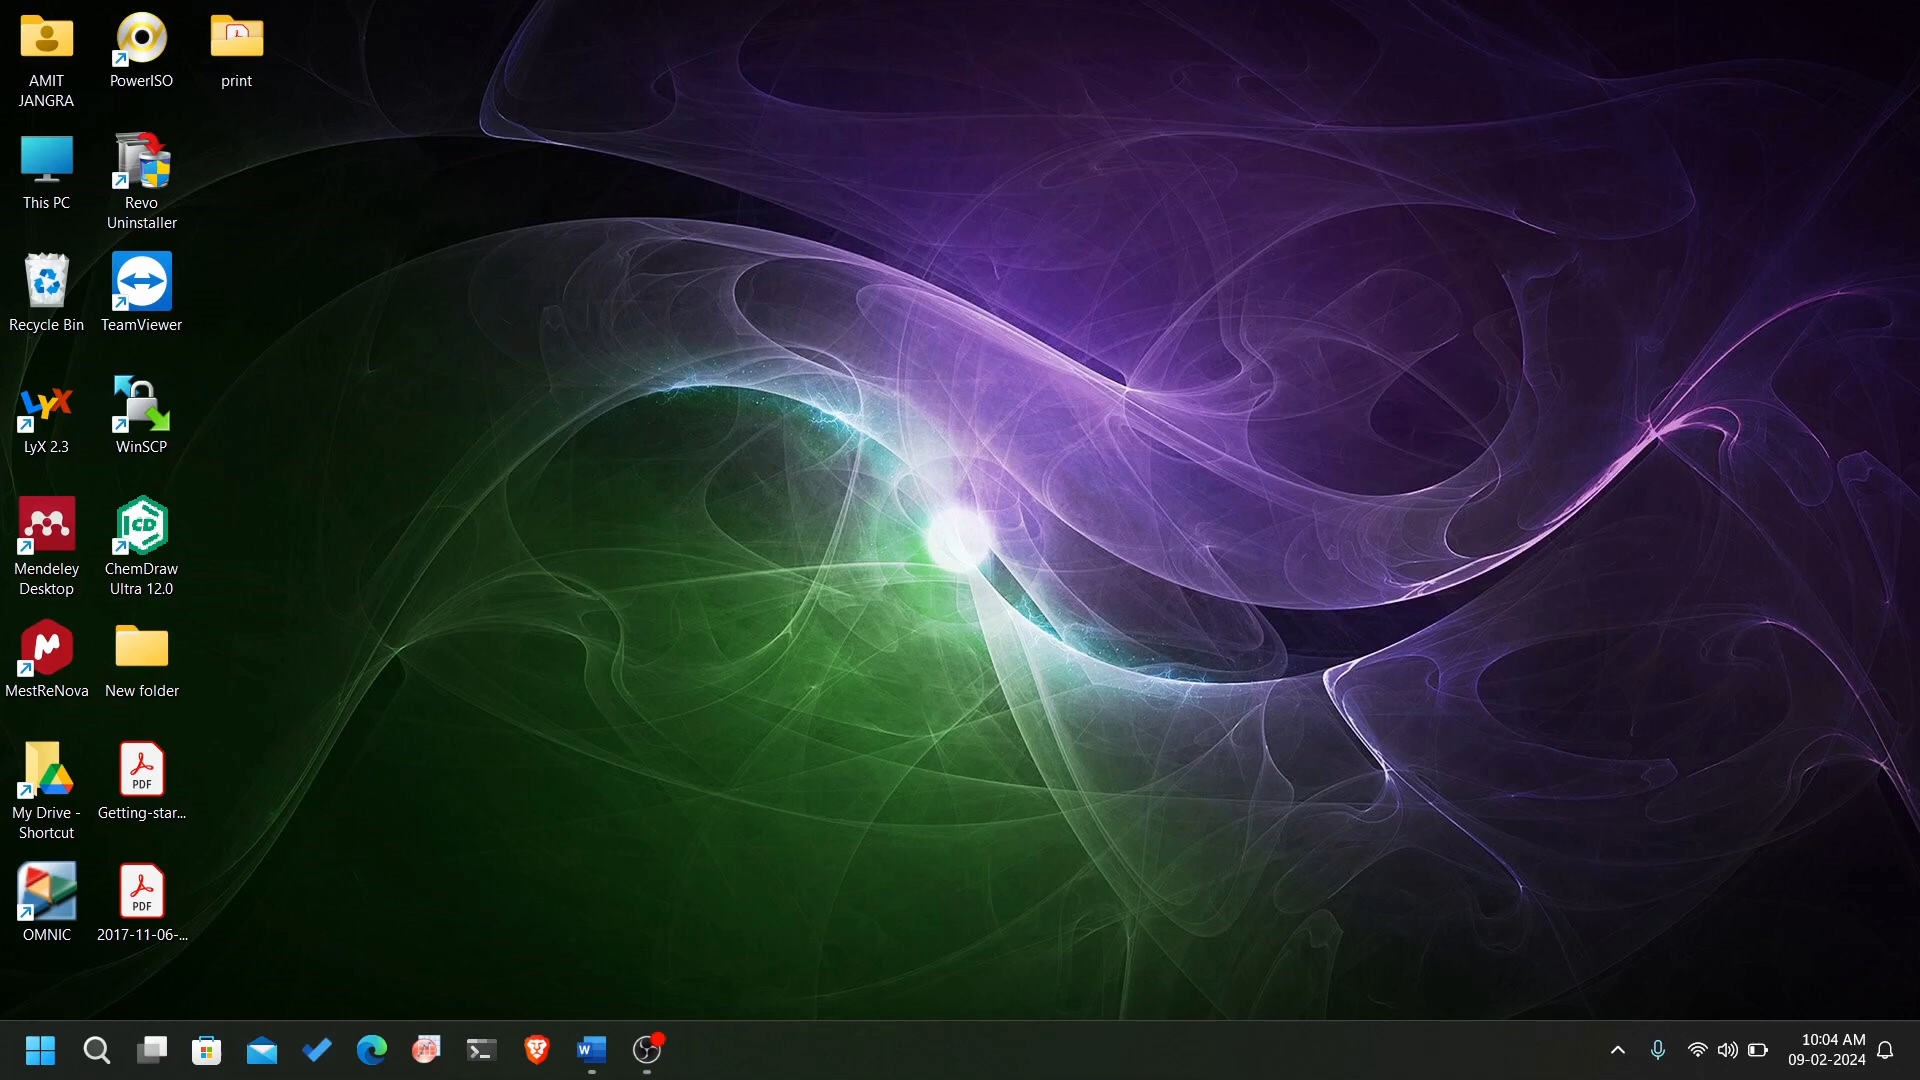 AMIT
JANGRA
PowerISO
print
This PC
Revo
Uninstaller
Recycle Bin
TeamViewer
LyX
LyX 2.3
WinSCP
Mendeley
Desktop
CD
ChemDraw
Ultra 12.0
MestReNova
New folder
My Drive -
Shortcut
PDF
Getting-star...
OMNIC
PDF
2017-11-06-...
W
10:04 AM
09-02-2024